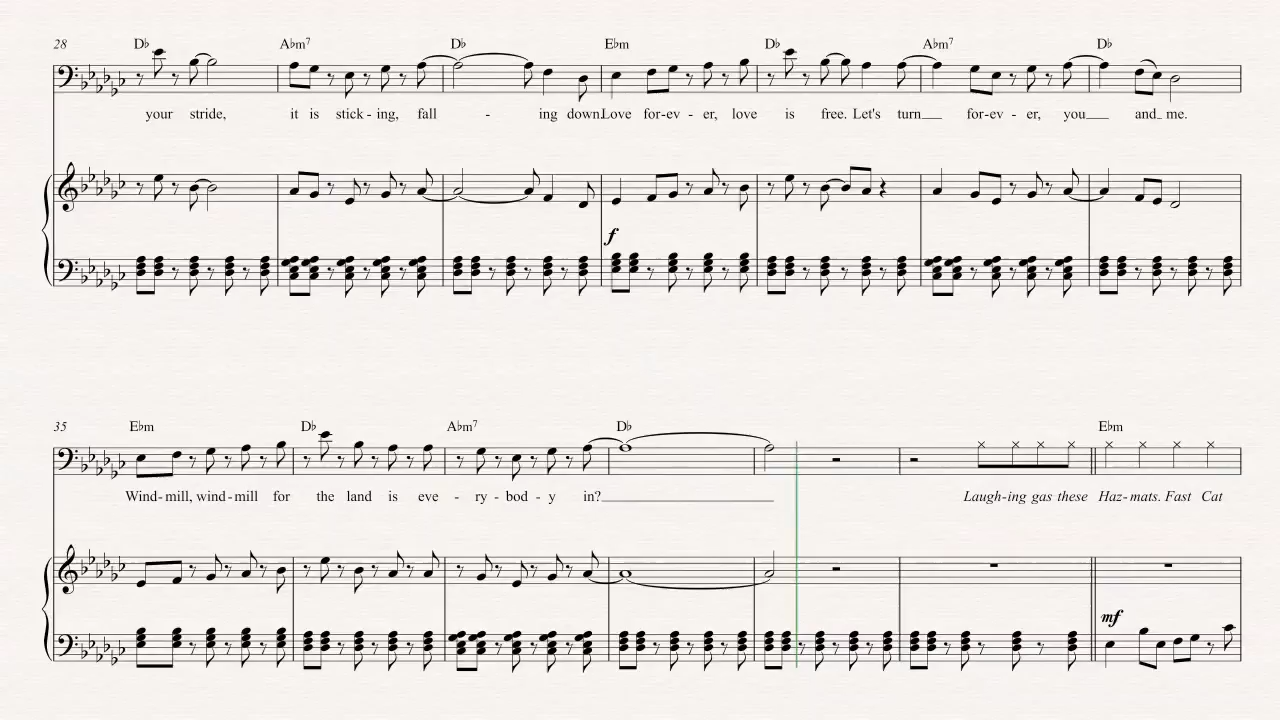 28 D♭ A♭m7 D♭ E♭m D♭ A♭m7 D♭
your stride, it is stick - ing, fall - ing down. Love for-ev - er, love is free. Let's turn for-ev - er, you and me.
f
35 E♭m D♭ A♭m7 D♭ E♭m
Wind-mill, wind-mill for the land is eve - ry - bod - y in? Laugh-ing gas these Haz-mats. Fast Cat
mf